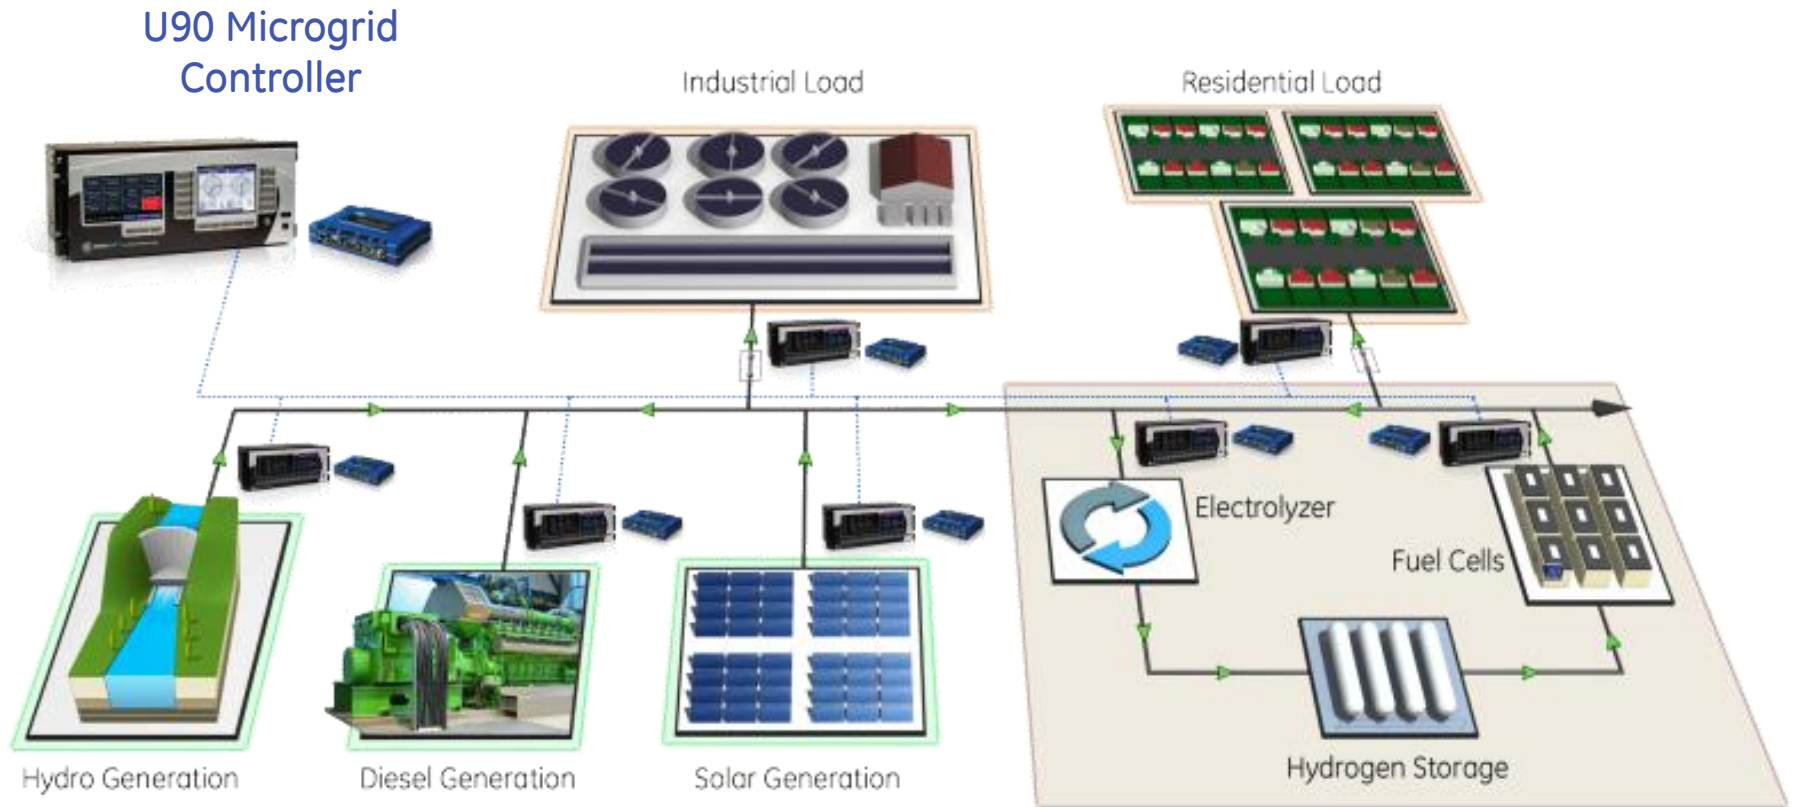 U90 Microgrid
Controller
Industrial Load
Residential Load
Electrolyzer
Fuel Cells
Hydrogen Storage
Hydro Generation
Diesel Generation
Solar Generation